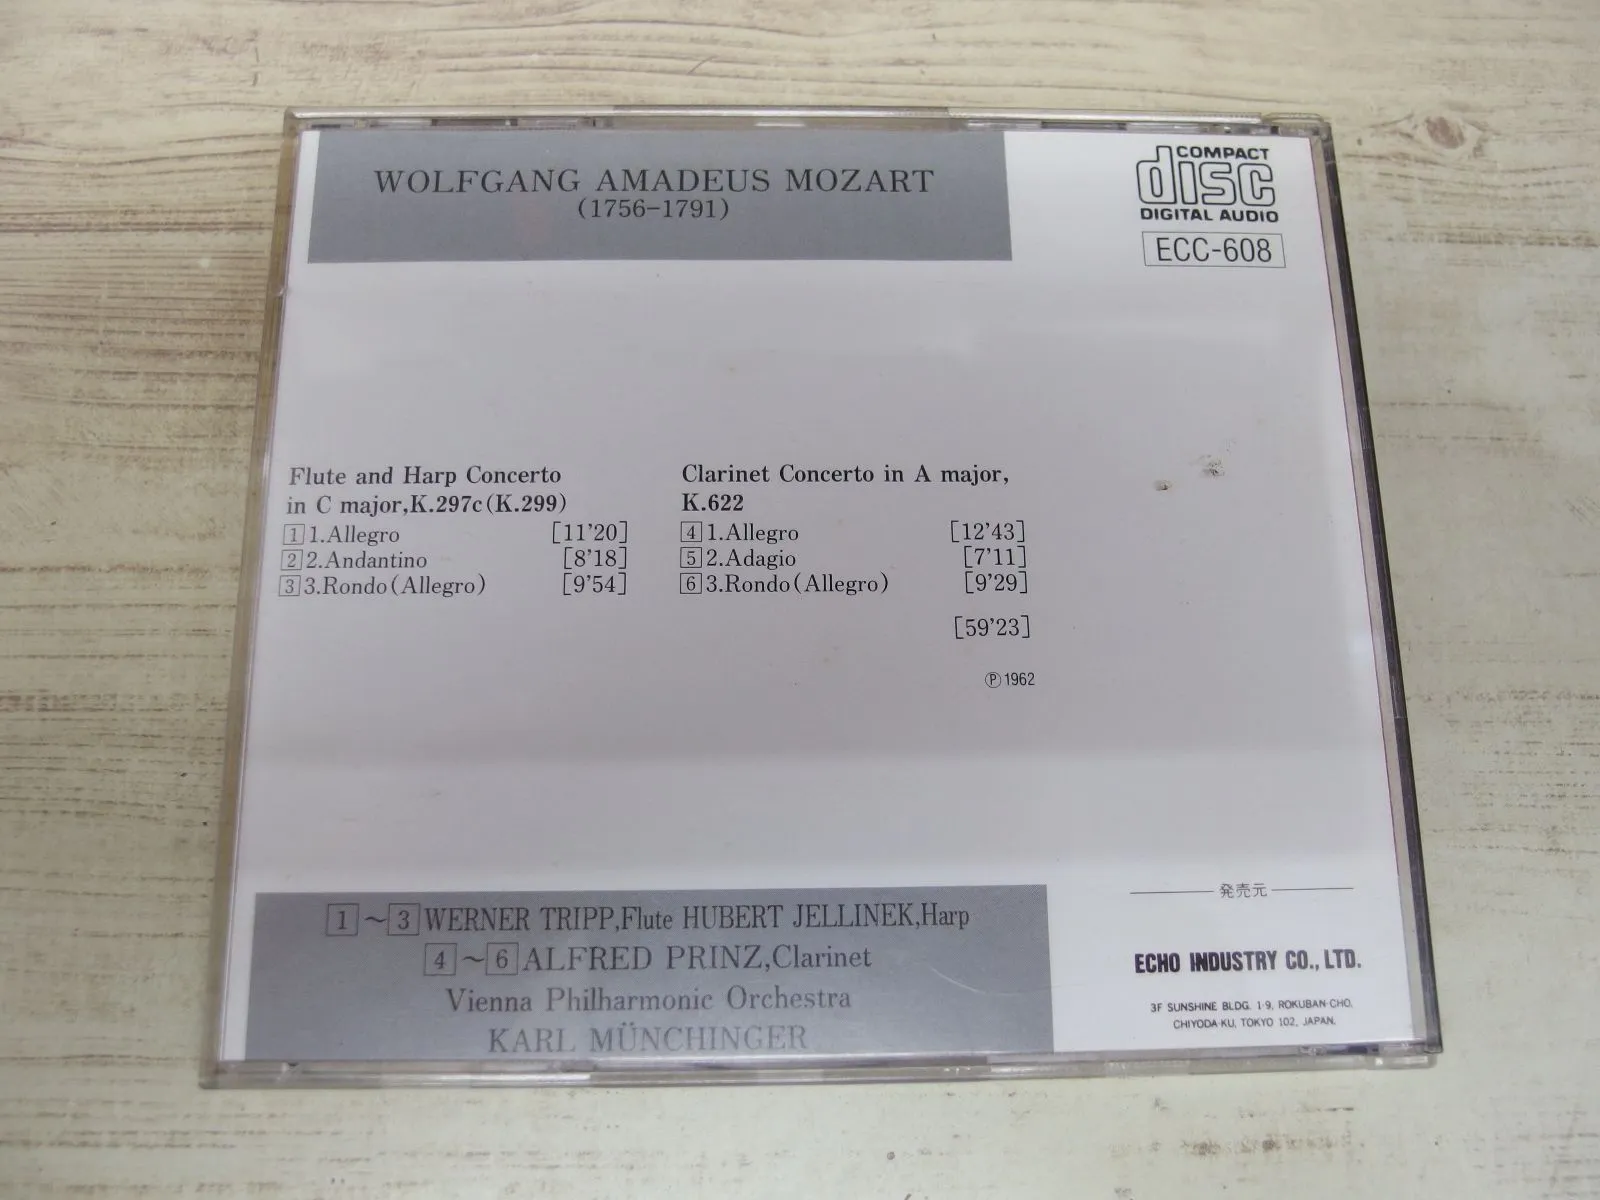 WOLFGANG AMADEUS MOZART
(1756-1791)
COMPACT
disc
DIGITAL AUDIO
ECC-608
Flute and Harp Concerto
in C major,K.297c(K.299)
1 1.Allegro [11'20]
2 2.Andantino [8'18]
3 3.Rondo(Allegro) [9'54]
Clarinet Concerto in A major,
K.622
4 1.Allegro [12'43]
5 2.Adagio [7'11]
6 3.Rondo(Allegro) [9'29]
[59'23]
Ⓟ1962
1~3 WERNER TRIPP,Flute HUBERT JELLINEK,Harp
4~6 ALFRED PRINZ,Clarinet
Vienna Philharmonic Orchestra
KARL MÜNCHINGER
発売元
ECHO INDUSTRY CO., LTD.
3F SUNSHINE BLDG. 1-9, ROKUBAN-CHO,
CHIYODA-KU, TOKYO 102, JAPAN.